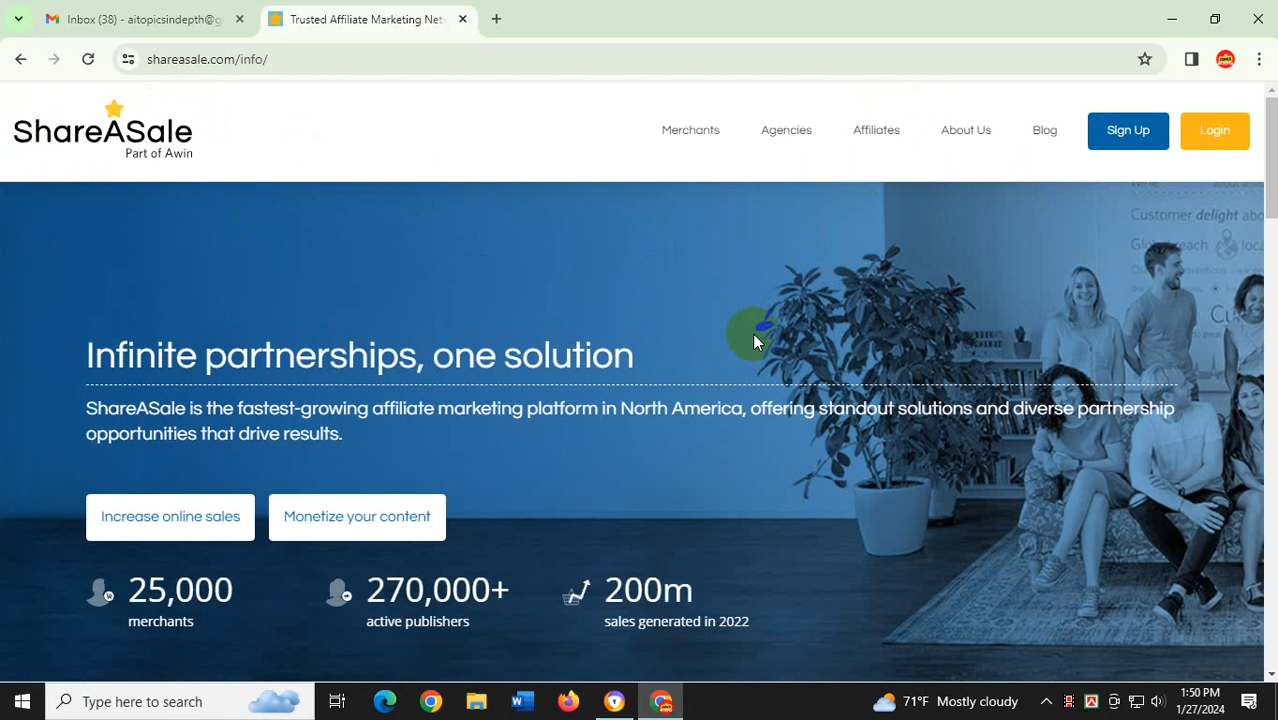 Inbox (38) - aitopicsindepth@g
Trusted Affiliate Marketing Net
shareasale.com/info/
ShareASale
Part of Awin
Merchants
Agencies
Affiliates
About Us
Blog
Sign Up
Login
Customer delight abo
Infinite partnerships, one solution
ShareASale is the fastest-growing affiliate marketing platform in North America, offering standout solutions and diverse partnership
opportunities that drive results.
Increase online sales
Monetize your content
25,000
merchants
270,000+
active publishers
200m
sales generated in 2022
Type here to search
71°F Mostly cloudy
1:50 PM
1/27/2024